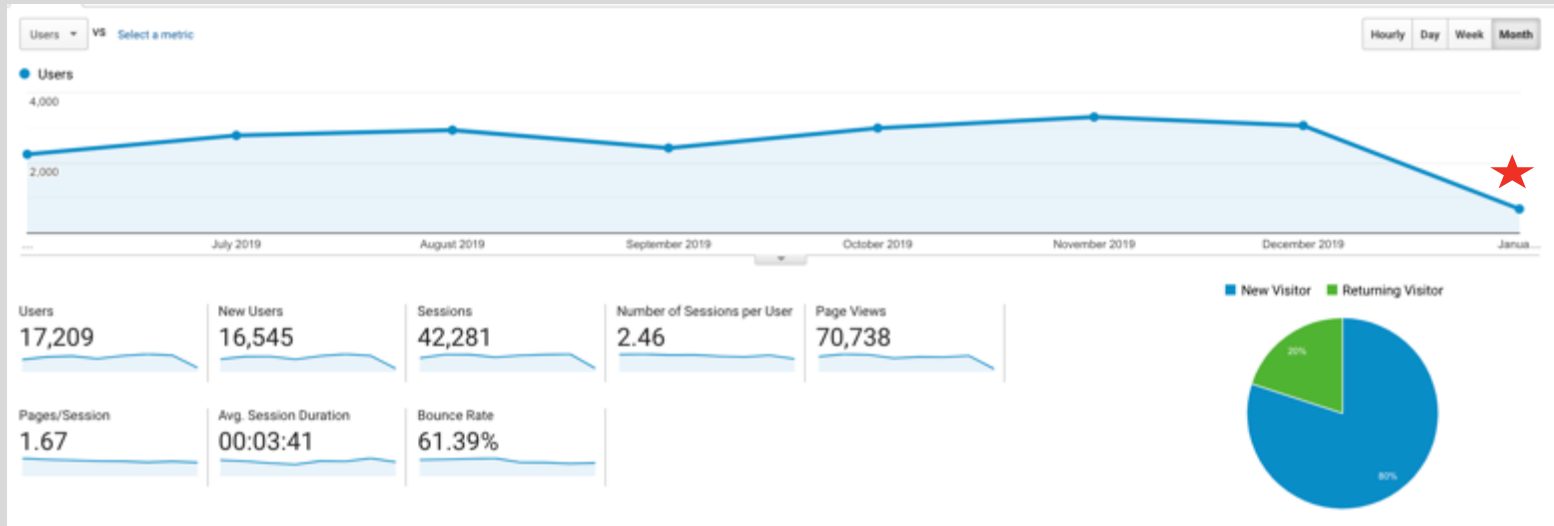 Users vs Select a metric Hourly Day Week Month
Users
4,000
2,000
... July 2019 August 2019 September 2019 October 2019 November 2019 December 2019 Janua...
New Visitor Returning Visitor
Users New Users Sessions Number of Sessions per User Page Views
17,209 16,545 42,281 2.46 70,738
20%
Pages/Session Avg. Session Duration Bounce Rate
1.67 00:03:41 61.39%
80%